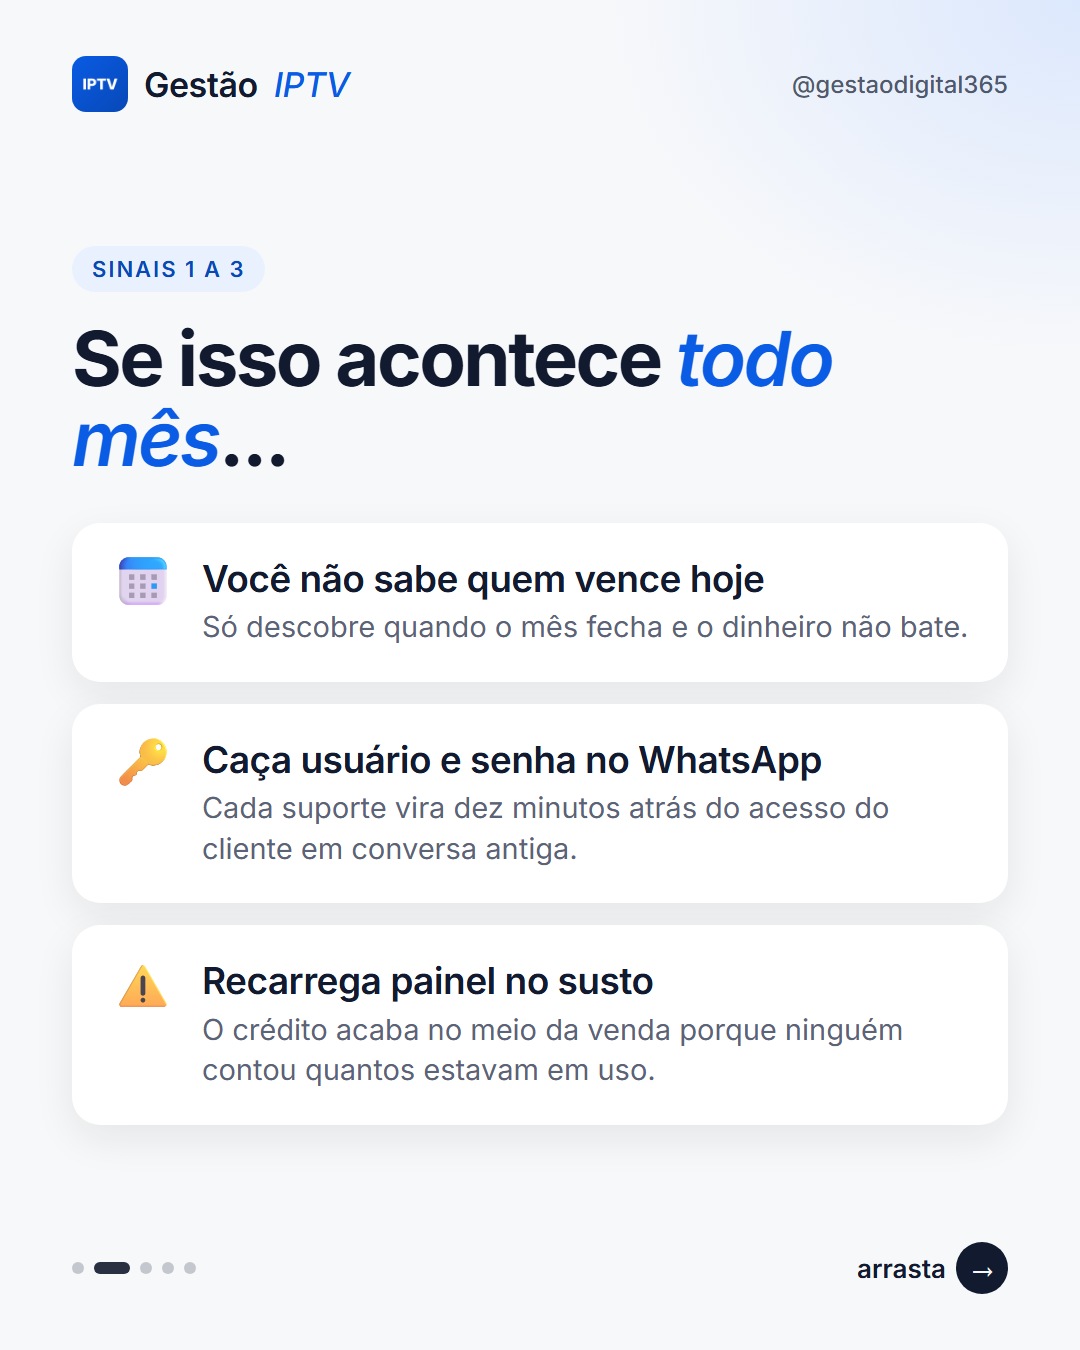 IPTV
Gestão IPTV
@gestaodigital365
SINAIS 1 A 3
Se isso acontece todo
mês...
Você não sabe quem vence hoje
Só descobre quando o mês fecha e o dinheiro não bate.
Caça usuário e senha no WhatsApp
Cada suporte vira dez minutos atrás do acesso do
cliente em conversa antiga.
Recarrega painel no susto
O crédito acaba no meio da venda porque ninguém
contou quantos estavam em uso.
arrasta →